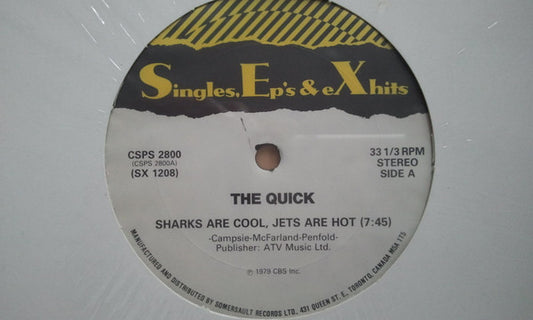 Singles, Ep's & eXhits
CSPS 2800
(CSPS 2800A)
(SX 1208)
33 1/3 RPM
STEREO
SIDE A
THE QUICK
SHARKS ARE COOL, JETS ARE HOT (7:45)
-Campsie-McFarland-Penfold-
Publisher: ATV Music Ltd.
℗ 1979 CBS Inc.
MANUFACTURED AND DISTRIBUTED BY SOMERSAULT RECORDS LTD., 431 QUEEN ST. E., TORONTO, CANADA M5A 1T5